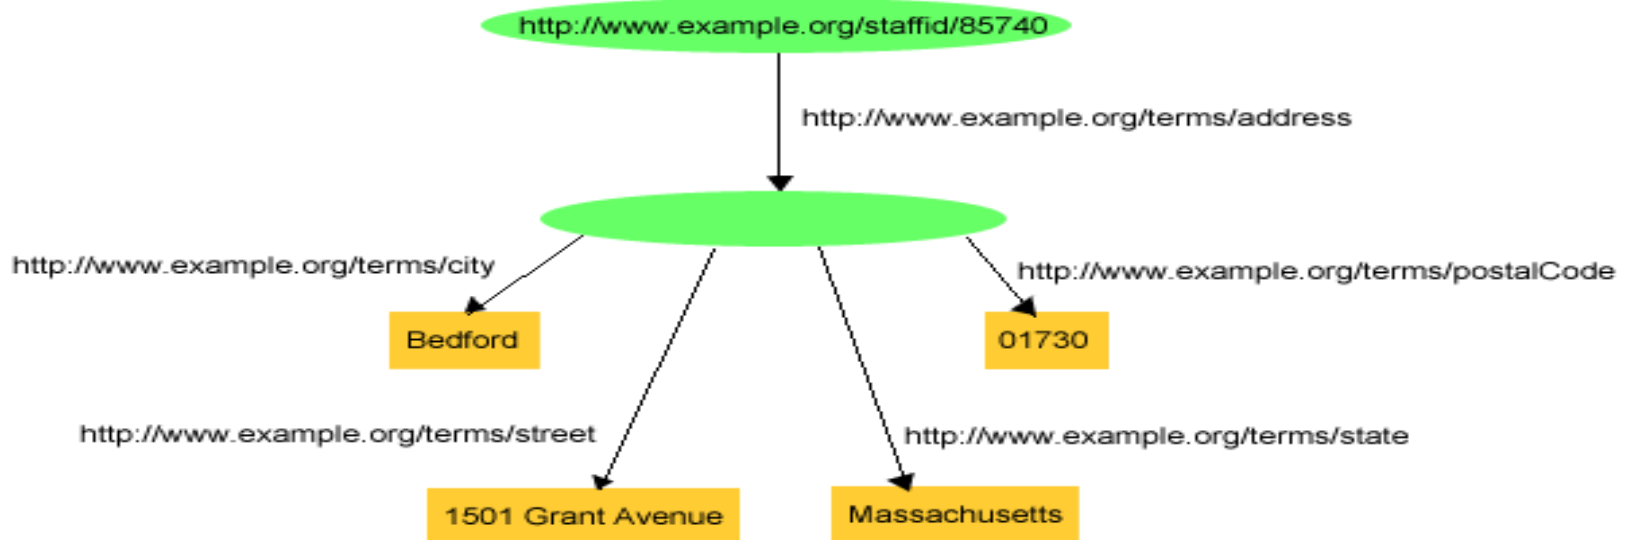 http://www.example.org/staffid/85740
http://www.example.org/terms/address
http://www.example.org/terms/city
http://www.example.org/terms/postalCode
Bedford
01730
http://www.example.org/terms/street
http://www.example.org/terms/state
1501 Grant Avenue
Massachusetts